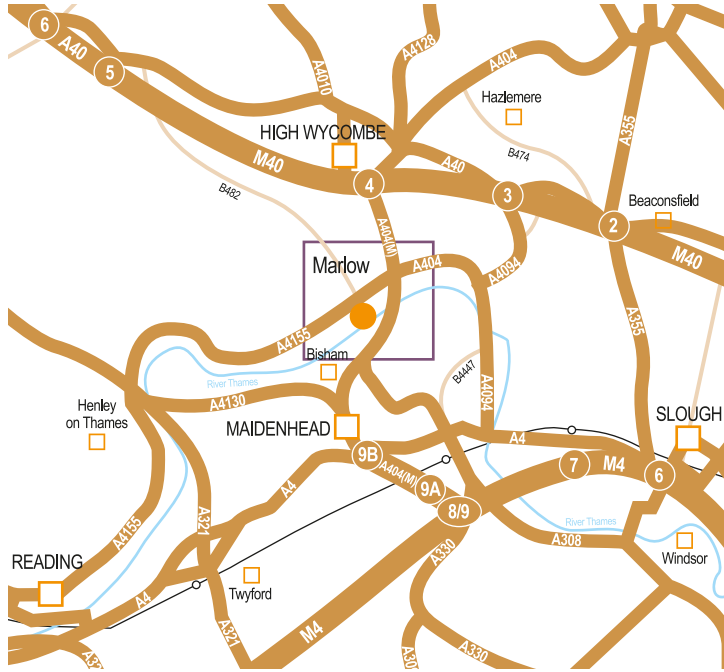 6
A40
5
A4010
A4128
A404
Hazlemere
A355
HIGH WYCOMBE
M40
A40
B474
B482
4
3
Beaconsfield
2
A404(M)
M40
Marlow
A404
A4094
A355
A4155
Bisham
River Thames
B4447
A4094
Henley
on Thames
A4130
MAIDENHEAD
SLOUGH
A4
9B
A404(M)
7
M4
6
9A
A4
8/9
A321
A4155
River Thames
A308
A330
READING
Windsor
Twyford
A4
A321
M4
A330